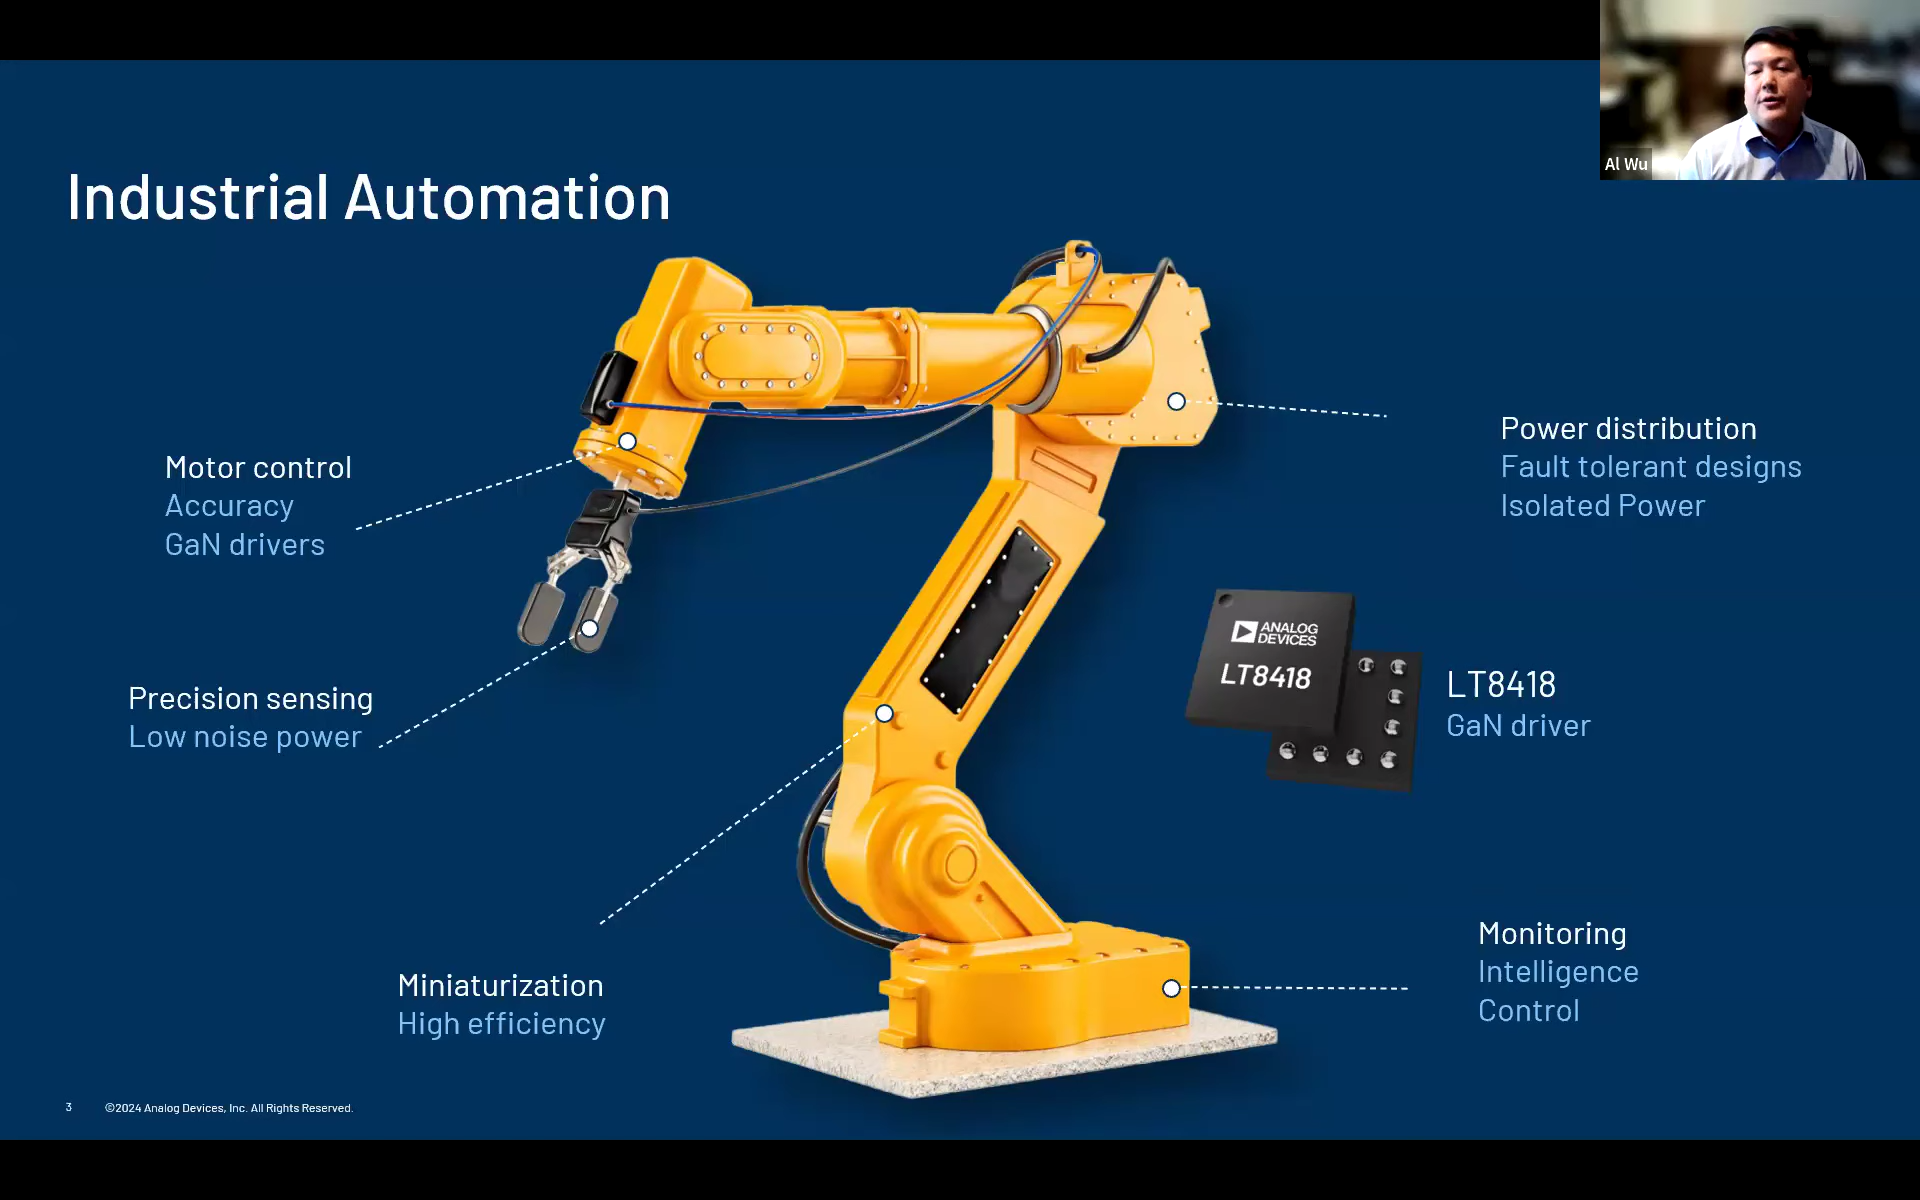 Al Wu
Industrial Automation
Motor control
Accuracy
GaN drivers
Power distribution
Fault tolerant designs
Isolated Power
Precision sensing
Low noise power
ANALOG
DEVICES
LT8418
LT8418
GaN driver
Miniaturization
High efficiency
Monitoring
Intelligence
Control
3
©2024 Analog Devices, Inc. All Rights Reserved.